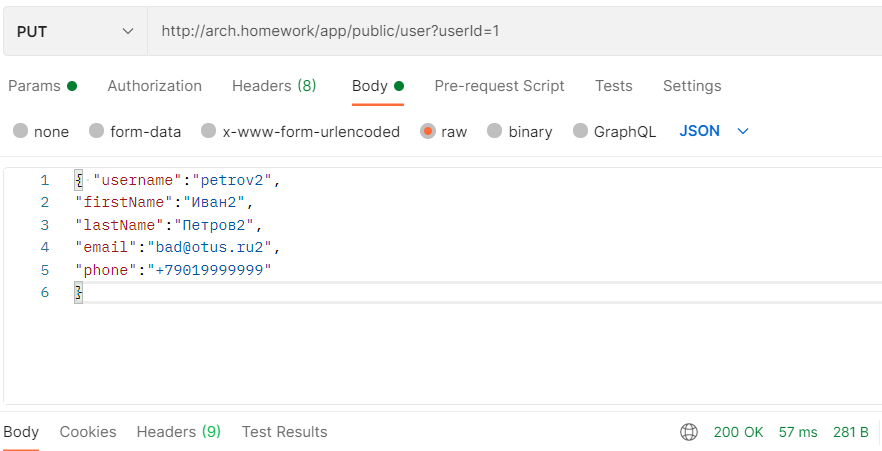 PUT http://arch.homework/app/public/user?userId=1
Params Authorization Headers (8) Body Pre-request Script Tests Settings
none form-data x-www-form-urlencoded raw binary GraphQL JSON
1 { "username":"petrov2",
2 "firstName":"Иван2",
3 "lastName":"Петров2",
4 "email":"bad@otus.ru2",
5 "phone":"+79019999999"
6 }
Body Cookies Headers (9) Test Results 200 OK 57 ms 281 B